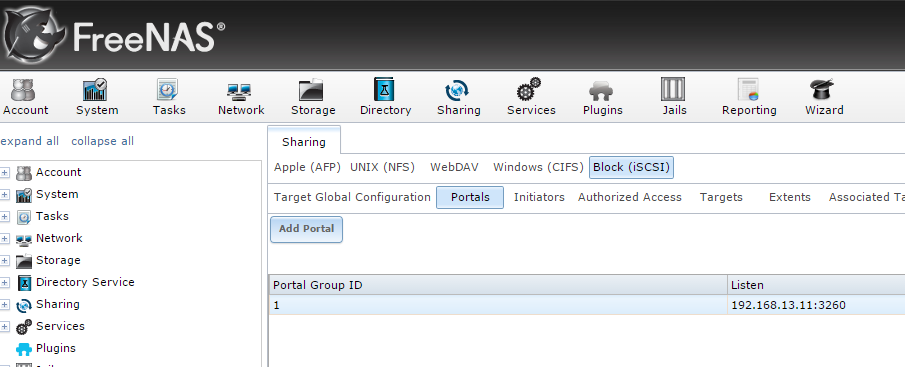 FreeNAS®
Account System Tasks Network Storage Directory Sharing Services Plugins Jails Reporting Wizard
expand all collapse all
Account
System
Tasks
Network
Storage
Directory Service
Sharing
Services
Plugins
Sharing
Apple (AFP) UNIX (NFS) WebDAV Windows (CIFS) Block (iSCSI)
Target Global Configuration Portals Initiators Authorized Access Targets Extents Associated Ta
Add Portal
Portal Group ID Listen
1 192.168.13.11:3260